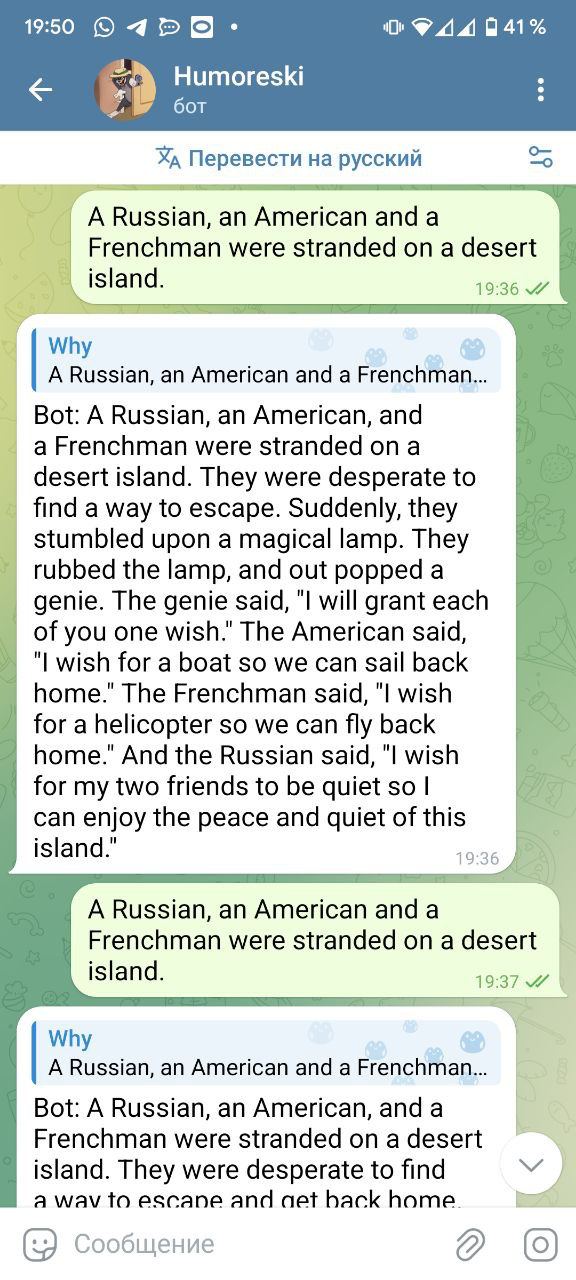 19:50
41 %
Humoreski
бот
Перевести на русский
A Russian, an American and a
Frenchman were stranded on a desert
island.
19:36
Why
A Russian, an American and a Frenchman...
Bot: A Russian, an American, and
a Frenchman were stranded on a
desert island. They were desperate to
find a way to escape. Suddenly, they
stumbled upon a magical lamp. They
rubbed the lamp, and out popped a
genie. The genie said, "I will grant each
of you one wish." The American said,
"I wish for a boat so we can sail back
home." The Frenchman said, "I wish
for a helicopter so we can fly back
home." And the Russian said, "I wish
for my two friends to be quiet so I
can enjoy the peace and quiet of this
island."
19:36
A Russian, an American and a
Frenchman were stranded on a desert
island.
19:37
Why
A Russian, an American and a Frenchman...
Bot: A Russian, an American, and a
Frenchman were stranded on a desert
island. They were desperate to find
a way to escape and get back home.
Сообщение